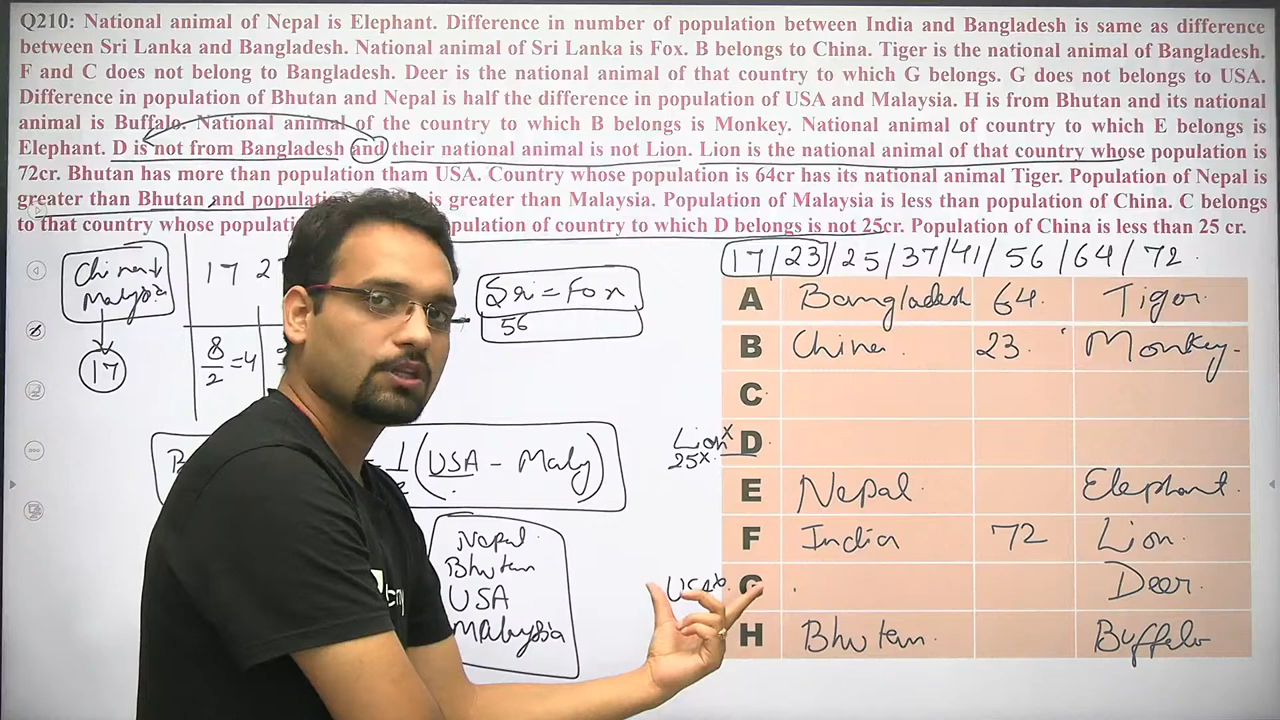 Q210: National animal of Nepal is Elephant. Difference in number of population between India and Bangladesh is same as difference
between Sri Lanka and Bangladesh. National animal of Sri Lanka is Fox. B belongs to China. Tiger is the national animal of Bangladesh.
F and C does not belong to Bangladesh. Deer is the national animal of that country to which G belongs. G does not belongs to USA.
Difference in population of Bhutan and Nepal is half the difference in population of USA and Malaysia. H is from Bhutan and its national
animal is Buffalo. National animal of the country to which B belongs is Monkey. National animal of country to which E belongs is
Elephant. D is not from Bangladesh and their national animal is not Lion. Lion is the national animal of that country whose population is
72cr. Bhutan has more than population tham USA. Country whose population is 64cr has its national animal Tiger. Population of Nepal is
greater than Bhutan and populati is greater than Malaysia. Population of Malaysia is less than population of China. C belongs
to that country whose populati pulation of country to which D belongs is not 25cr. Population of China is less than 25 cr.
17/23/25/37/41/56/64/72
China
Malaysia
17
17 2
8/2 = 4
Sri = Fox
56
B 1 (USA - Malay)
Nepal
Bhutan
USA
Malaysia
A Bangladesh 64 Tiger
B China 23 Monkey
C
Lion x D
25x
E Nepal Elephant
F India 72 Lion
G Deer
H Bhutan Buffalo